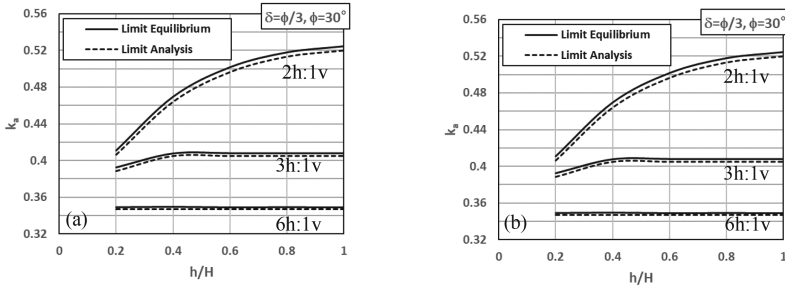 δ=ϕ/3, ϕ=30°
Limit Equilibrium
Limit Analysis
0.56
0.52
0.48
0.44
0.4
0.36
0.32
kₐ
2h:1v
3h:1v
6h:1v
(a)
0
0.2
0.4
0.6
0.8
1
h/H
δ=ϕ/3, ϕ=30°
Limit Equilibrium
Limit Analysis
0.56
0.52
0.48
0.44
0.4
0.36
0.32
kₐ
2h:1v
3h:1v
6h:1v
(b)
0
0.2
0.4
0.6
0.8
1
h/H